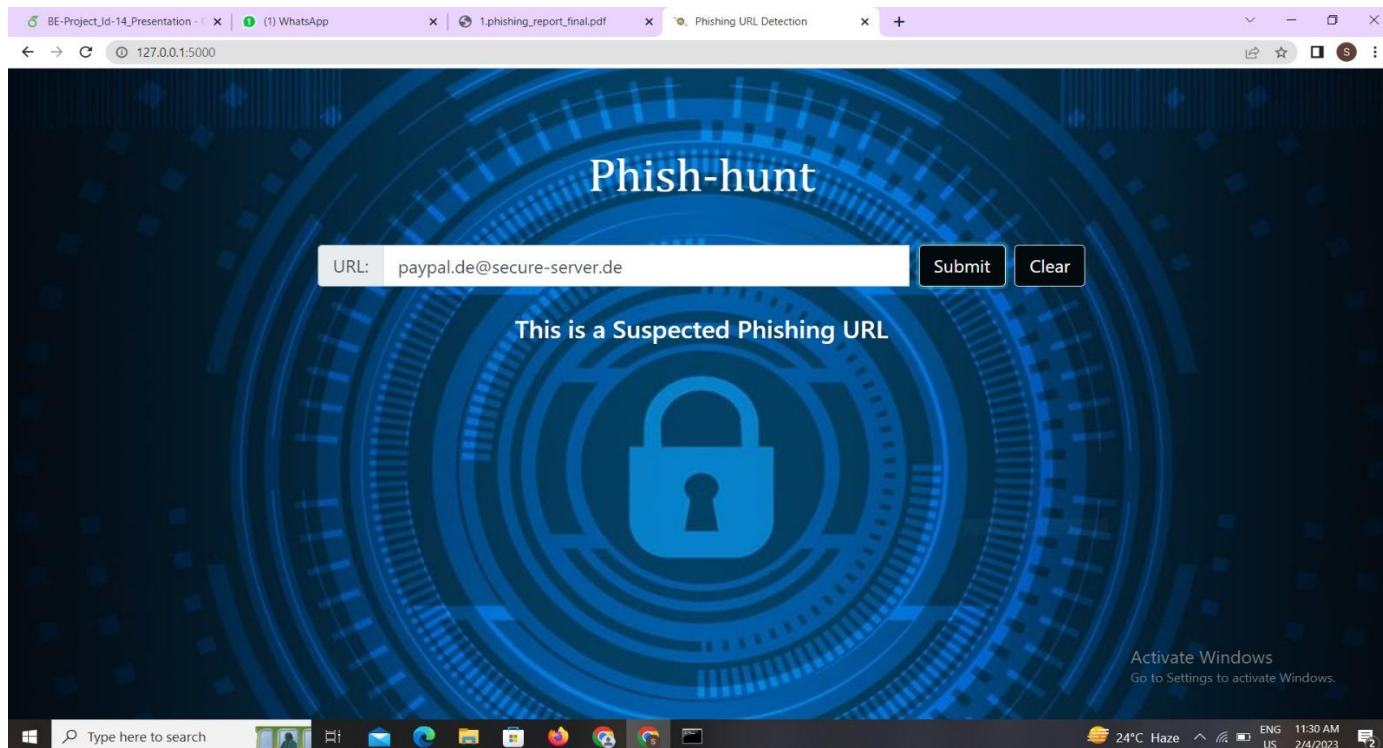 BE-Project_Id-14_Presentation -
(1) WhatsApp
1.phishing_report_final.pdf
Phishing URL Detection
127.0.0.1:5000
S
Phish-hunt
URL:
paypal.de@secure-server.de
Submit
Clear
This is a Suspected Phishing URL
Activate Windows
Go to Settings to activate Windows.
Type here to search
24°C Haze
ENG
US
11:30 AM
2/4/2023
2